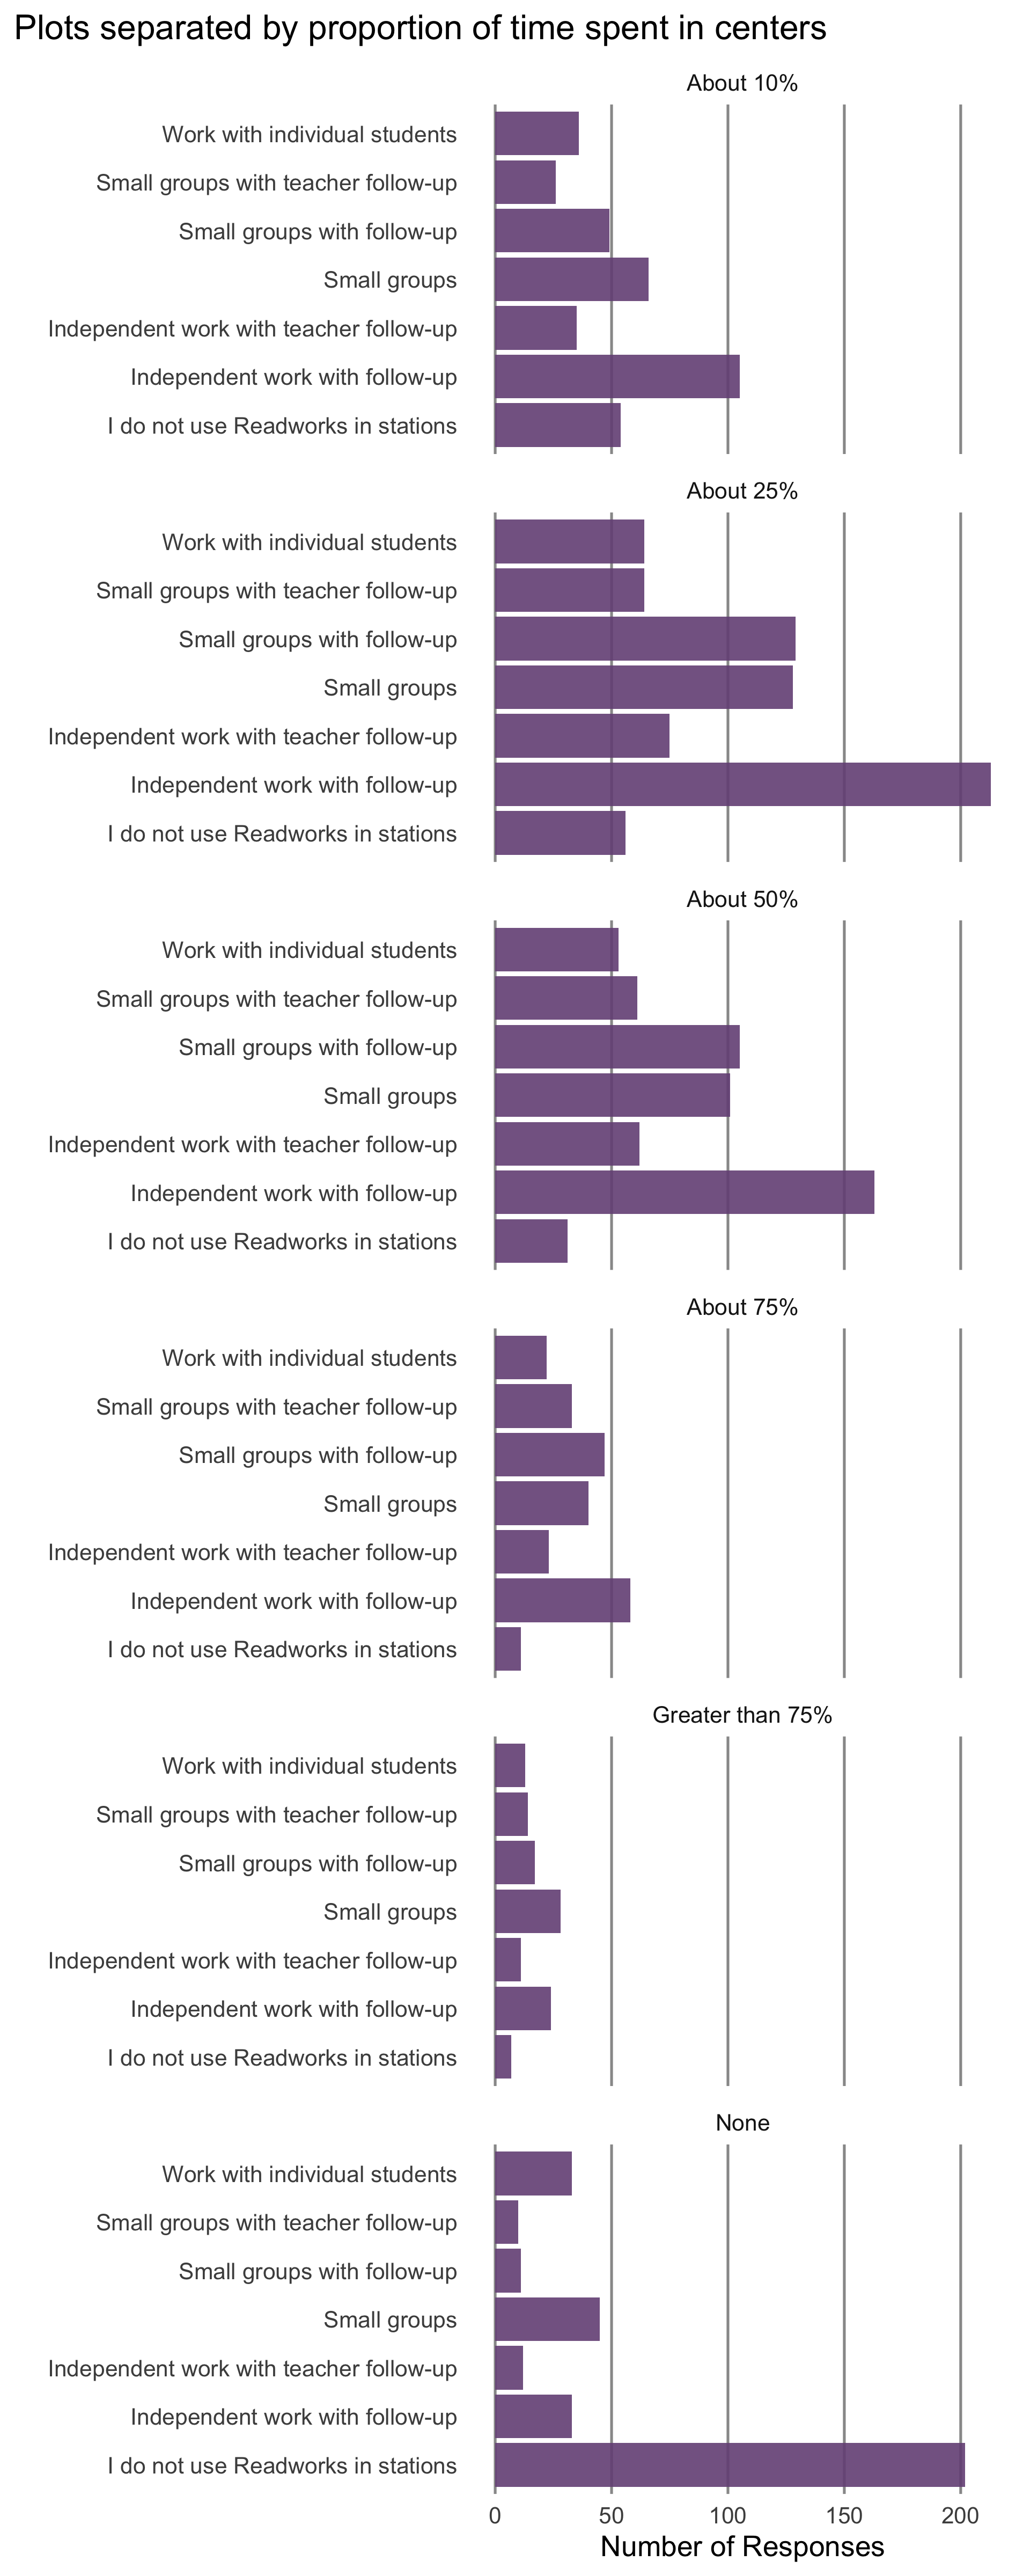 Plots separated by proportion of time spent in centers
About 10%
Work with individual students
Small groups with teacher follow-up
Small groups with follow-up
Small groups
Independent work with teacher follow-up
Independent work with follow-up
I do not use Readworks in stations
About 25%
Work with individual students
Small groups with teacher follow-up
Small groups with follow-up
Small groups
Independent work with teacher follow-up
Independent work with follow-up
I do not use Readworks in stations
About 50%
Work with individual students
Small groups with teacher follow-up
Small groups with follow-up
Small groups
Independent work with teacher follow-up
Independent work with follow-up
I do not use Readworks in stations
About 75%
Work with individual students
Small groups with teacher follow-up
Small groups with follow-up
Small groups
Independent work with teacher follow-up
Independent work with follow-up
I do not use Readworks in stations
Greater than 75%
Work with individual students
Small groups with teacher follow-up
Small groups with follow-up
Small groups
Independent work with teacher follow-up
Independent work with follow-up
I do not use Readworks in stations
None
Work with individual students
Small groups with teacher follow-up
Small groups with follow-up
Small groups
Independent work with teacher follow-up
Independent work with follow-up
I do not use Readworks in stations
0 50 100 150 200
Number of Responses